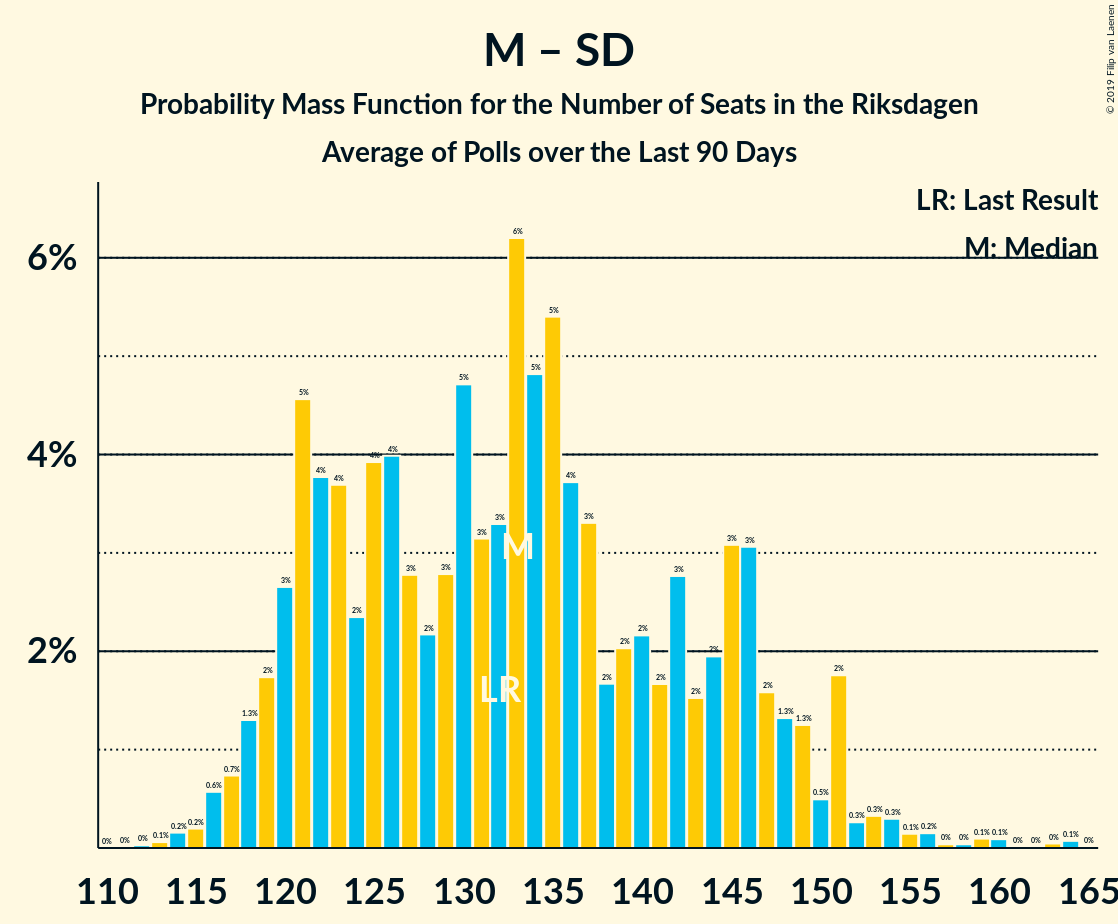 M – SD
Probability Mass Function for the Number of Seats in the Riksdagen
Average of Polls over the Last 90 Days
© 2019 Filip van Laenen
LR: Last Result
M: Median
6%
4%
2%
0% 0% 0% 0.1% 0.2% 0.2% 0.6% 0.7% 1.3% 2% 3% 5% 4% 4% 2% 4% 4% 3% 2% 3% 5% 3% 3% 6% 5% 5% 4% 3% 2% 2% 2% 2% 3% 2% 2% 3% 3% 2% 1.3% 1.3% 0.5% 2% 0.3% 0.3% 0.3% 0.1% 0.2% 0% 0% 0.1% 0.1% 0% 0% 0% 0.1% 0%
M
LR
110 115 120 125 130 135 140 145 150 155 160 165